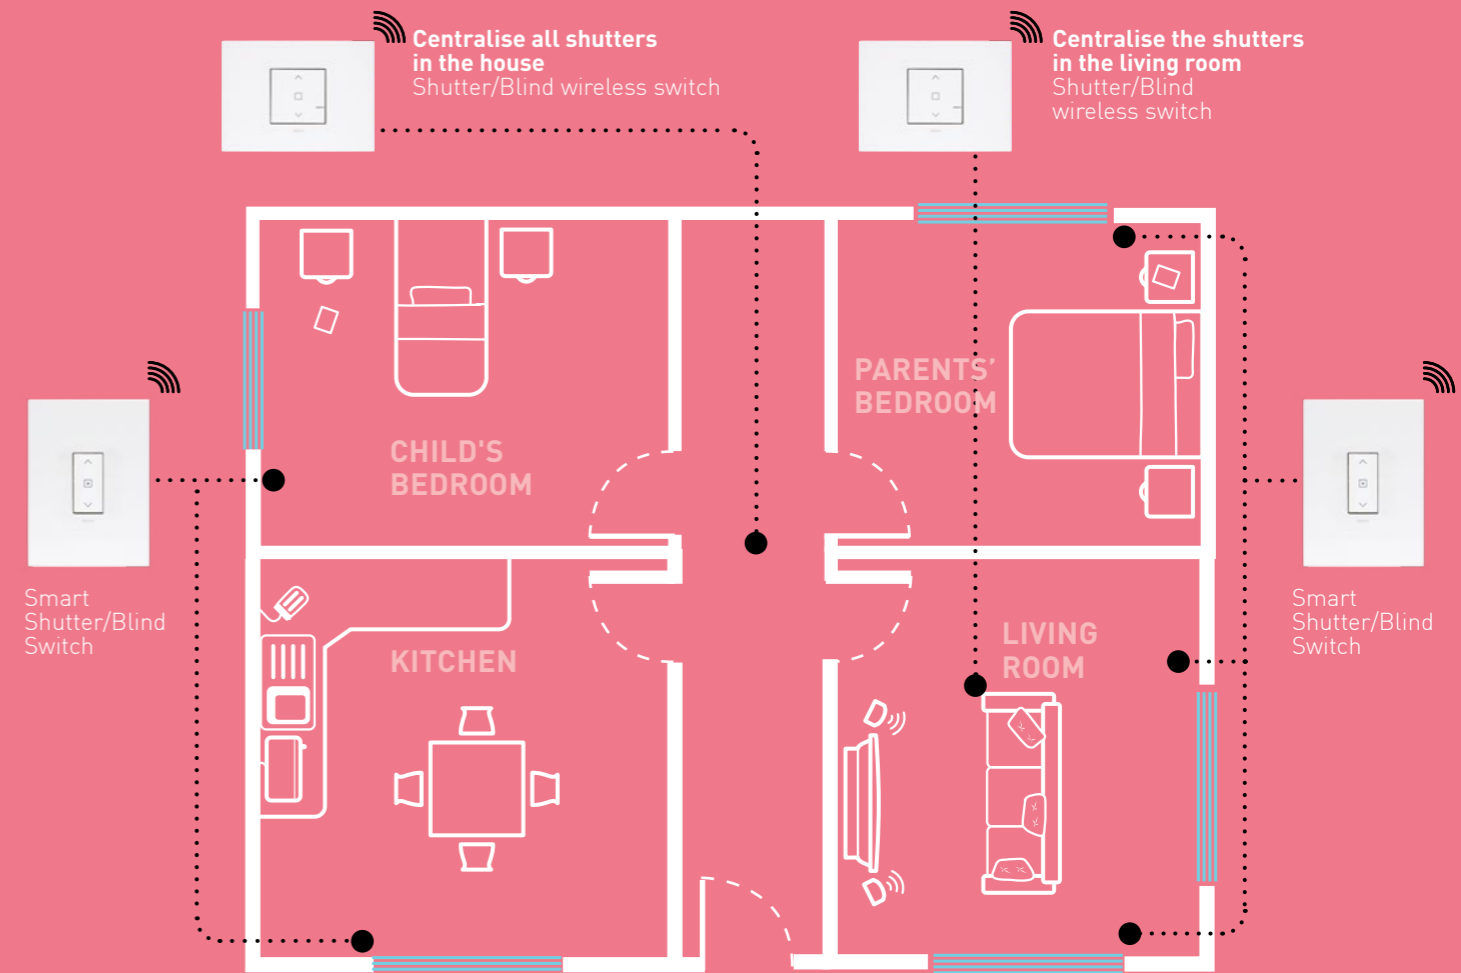 Centralise all shutters
in the house
Shutter/Blind wireless switch
Centralise the shutters
in the living room
Shutter/Blind
wireless switch
PARENTS’
BEDROOM
CHILD'S
BEDROOM
Smart
Shutter/Blind
Switch
KITCHEN
LIVING
ROOM
Smart
Shutter/Blind
Switch